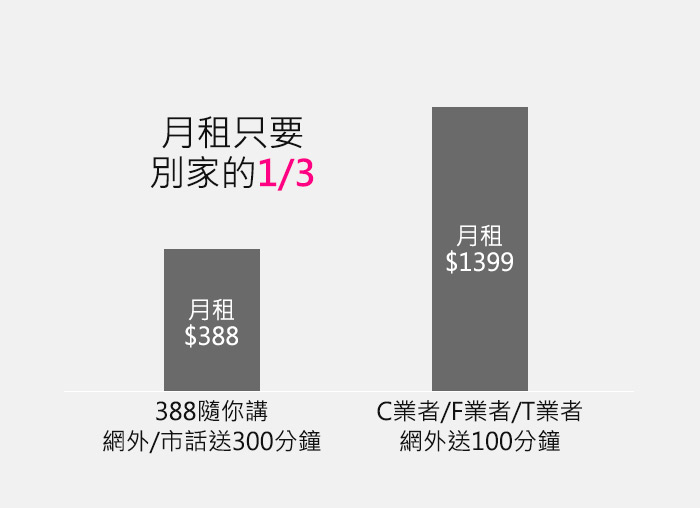 月租只要
別家的1/3
月租
$388
月租
$1399
388隨你講
網外/市話送300分鐘
C業者/F業者/T業者
網外送100分鐘